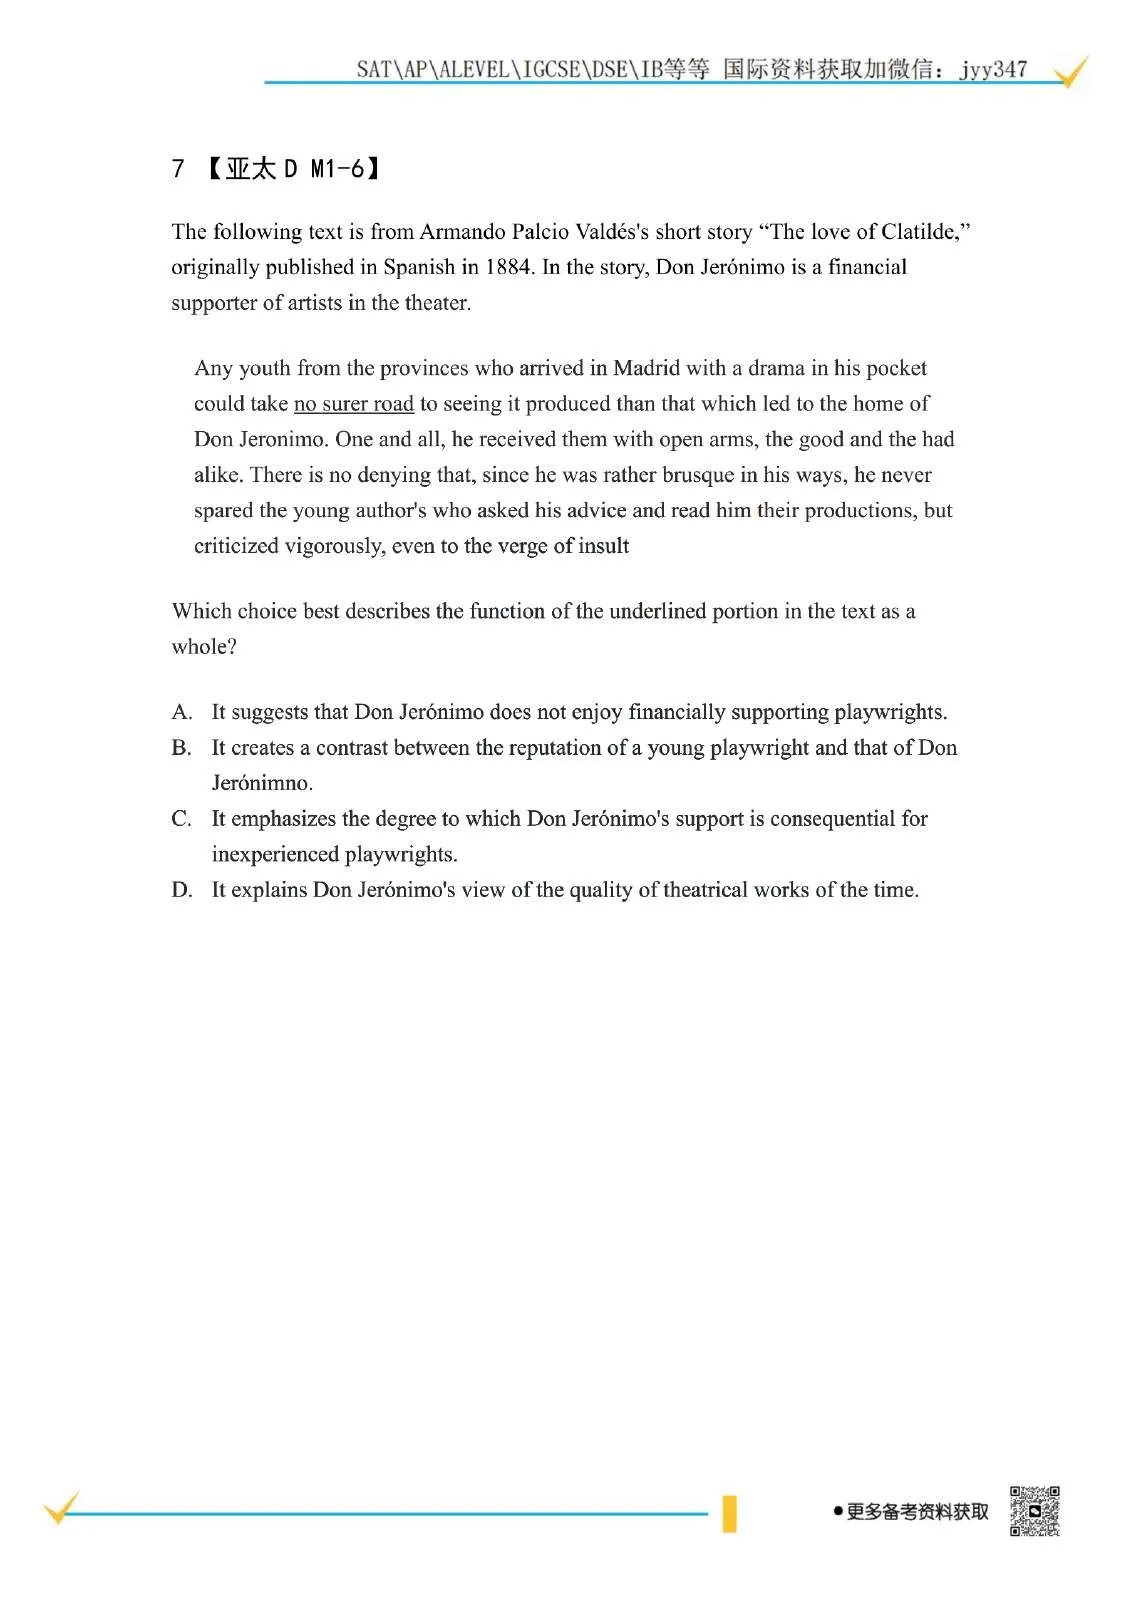 SAT\AP\ALEVEL\IGCSE\DSE\IB等等 国际资料获取加微信：jyy347
7 【亚太 D M1-6】
The following text is from Armando Palcio Valdés's short story “The love of Clatilde,”
originally published in Spanish in 1884. In the story, Don Jerónimo is a financial
supporter of artists in the theater.
Any youth from the provinces who arrived in Madrid with a drama in his pocket
could take no surer road to seeing it produced than that which led to the home of
Don Jeronimo. One and all, he received them with open arms, the good and the had
alike. There is no denying that, since he was rather brusque in his ways, he never
spared the young author's who asked his advice and read him their productions, but
criticized vigorously, even to the verge of insult
Which choice best describes the function of the underlined portion in the text as a
whole?
A. It suggests that Don Jerónimo does not enjoy financially supporting playwrights.
B. It creates a contrast between the reputation of a young playwright and that of Don
Jerónimno.
C. It emphasizes the degree to which Don Jerónimo's support is consequential for
inexperienced playwrights.
D. It explains Don Jerónimo's view of the quality of theatrical works of the time.
●更多备考资料获取